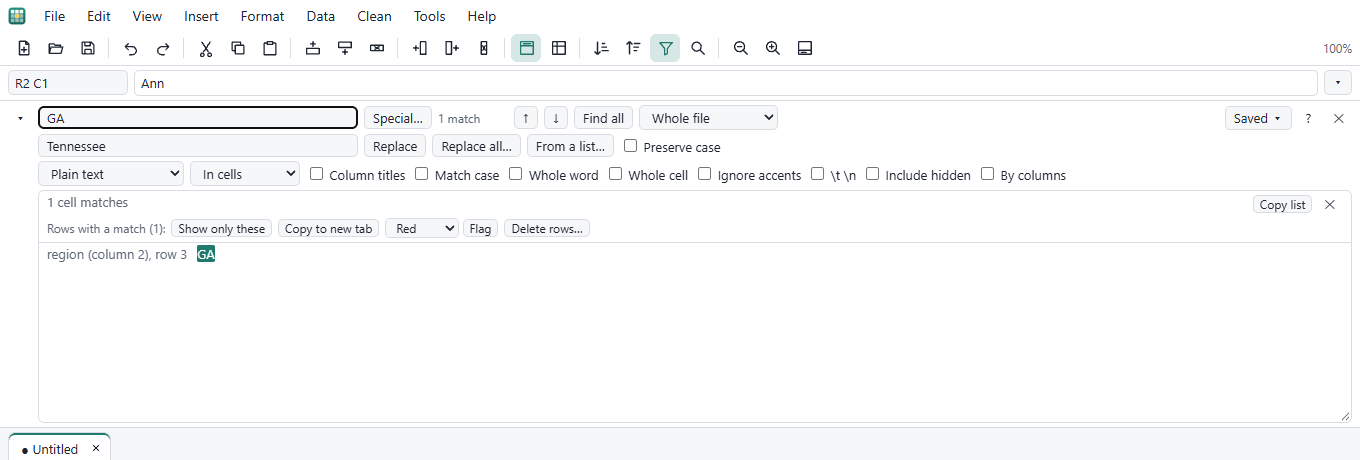 File Edit View Insert Format Data Clean Tools Help
100%
R2 C1 Ann
GA Special... 1 match ↑ ↓ Find all Whole file Saved ?
Tennessee Replace Replace all... From a list... Preserve case
Plain text In cells Column titles Match case Whole word Whole cell Ignore accents \t \n Include hidden By columns
1 cell matches Copy list
Rows with a match (1): Show only these Copy to new tab Red Flag Delete rows...
region (column 2), row 3 GA
● Untitled ×